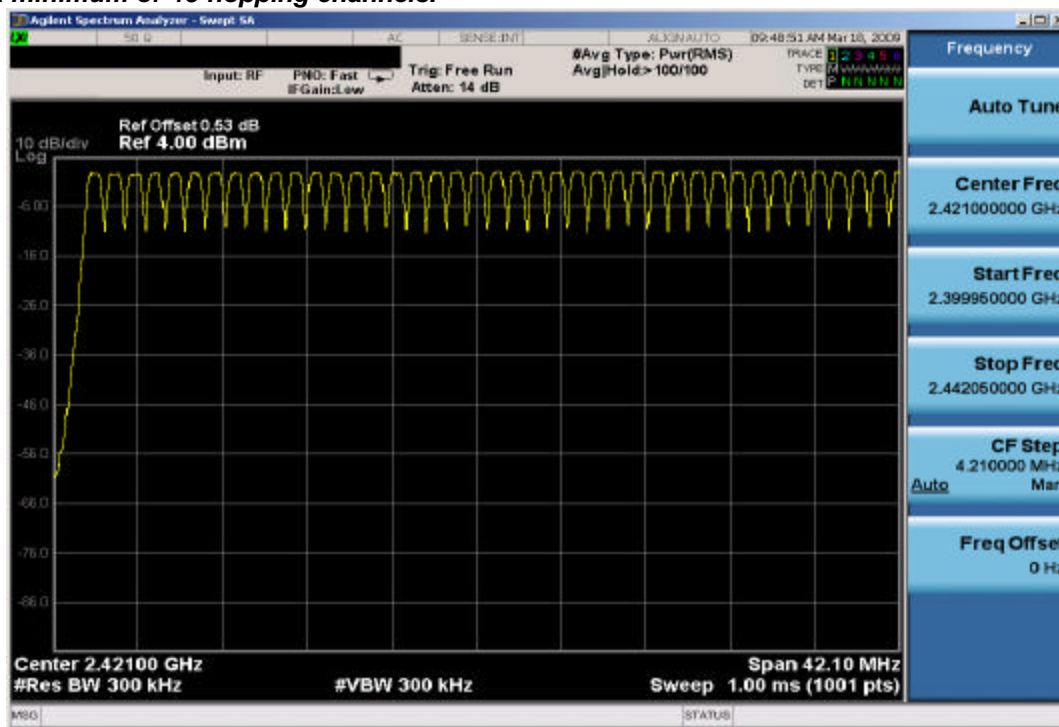 minimum of 15 hopping channels.
Agilent Spectrum Analyzer - Swept SA
50 Ω AC SENSE:INT ALIGNAUTO 09:48:51 AM Mar 18, 2009
Input: RF PNO: Fast Trig: Free Run #Avg Type: Pwr(RMS) TRACE 1 2 3 4 5 6
IFGain:Low Atten: 14 dB Avg|Hold:> 100/100 TYPE M WWWWW
DET P N N N N N
Ref Offset 0.53 dB
10 dB/div Ref 4.00 dBm
Log
-6.00
-16.0
-26.0
-36.0
-46.0
-56.0
-66.0
-76.0
-86.0
Center 2.42100 GHz Span 42.10 MHz
#Res BW 300 kHz #VBW 300 kHz Sweep 1.00 ms (1001 pts)
MSG STATUS
Frequency
Auto Tune
Center Freq
2.421000000 GHz
Start Freq
2.399950000 GHz
Stop Freq
2.442050000 GHz
CF Step
4.210000 MHz
Auto Man
Freq Offset
0 Hz